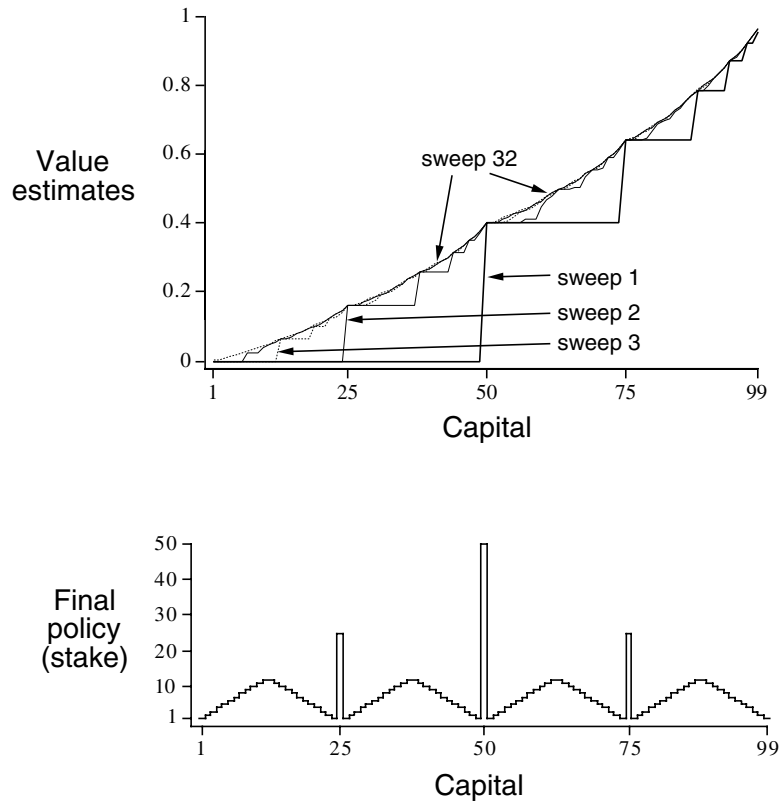 1
0.8
0.6
0.4
0.2
0
Value
estimates
sweep 32
sweep 1
sweep 2
sweep 3
1
25
50
75
99
Capital
50
40
30
20
10
1
Final
policy
(stake)
1
25
50
75
99
Capital